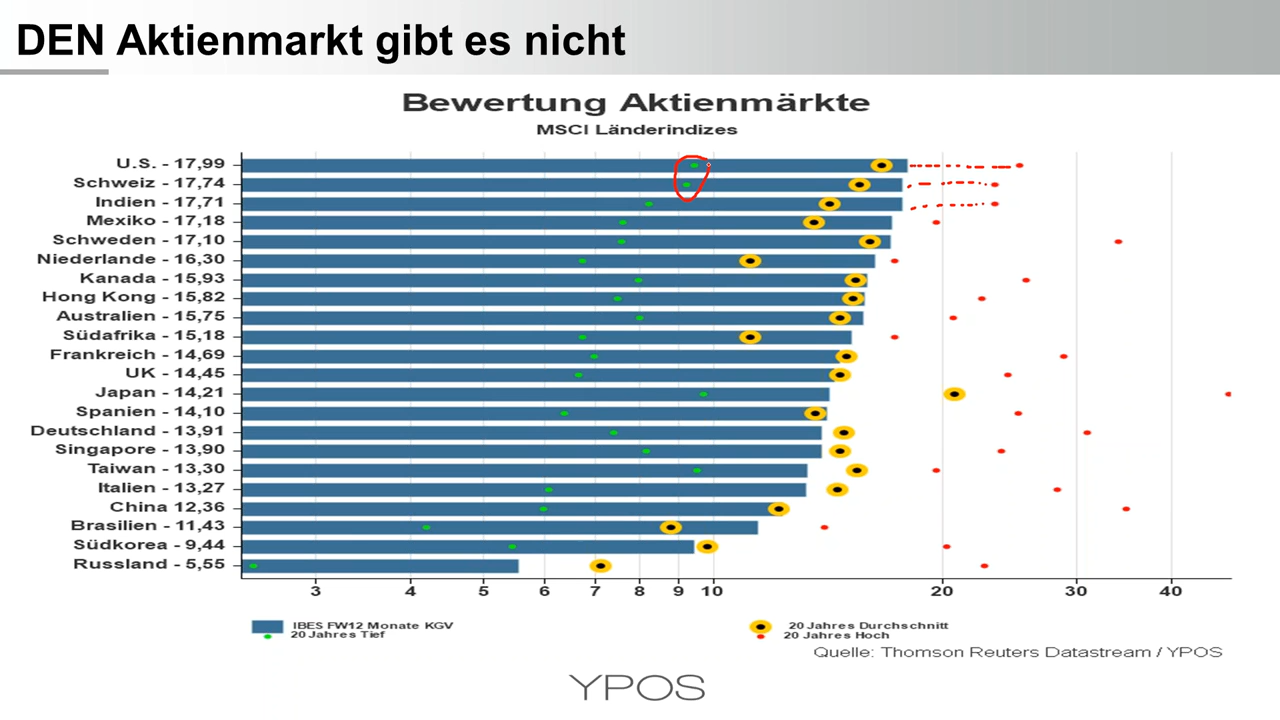 DEN Aktienmarkt gibt es nicht
Bewertung Aktienmärkte
MSCI Länderindizes
U.S. - 17,99
Schweiz - 17,74
Indien - 17,71
Mexiko - 17,18
Schweden - 17,10
Niederlande - 16,30
Kanada - 15,93
Hong Kong - 15,82
Australien - 15,75
Südafrika - 15,18
Frankreich - 14,69
UK - 14,45
Japan - 14,21
Spanien - 14,10
Deutschland - 13,91
Singapore - 13,90
Taiwan - 13,30
Italien - 13,27
China 12,36
Brasilien - 11,43
Südkorea - 9,44
Russland - 5,55
3 4 5 6 7 8 9 10 20 30 40
IBES FW12 Monate KGV 20 Jahres Durchschnitt
20 Jahres Tief 20 Jahres Hoch
Quelle: Thomson Reuters Datastream / YPOS
YPOS